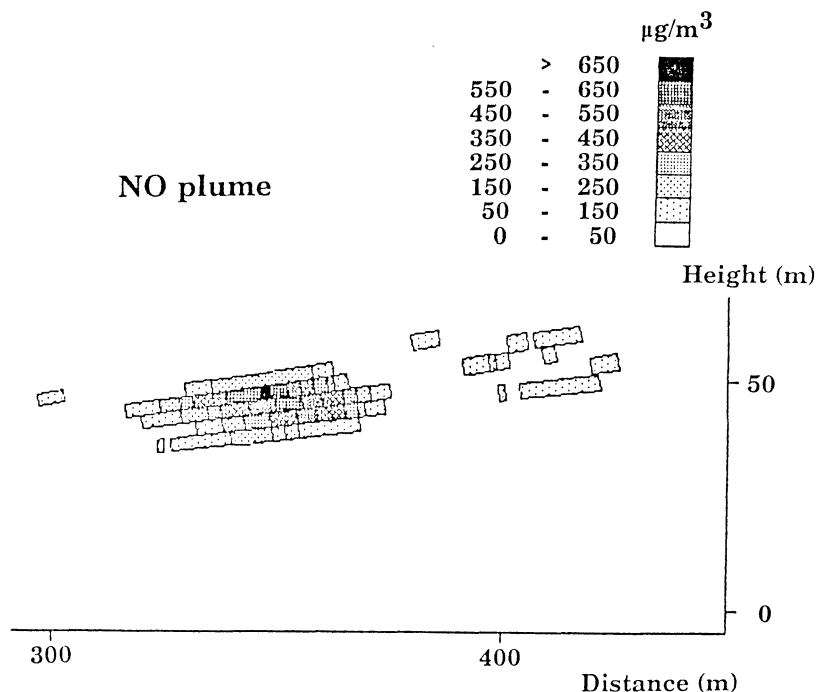 µg/m³
> 650
550 - 650
450 - 550
350 - 450
250 - 350
150 - 250
50 - 150
0 - 50
NO plume
Height (m)
50
0
300
400
Distance (m)